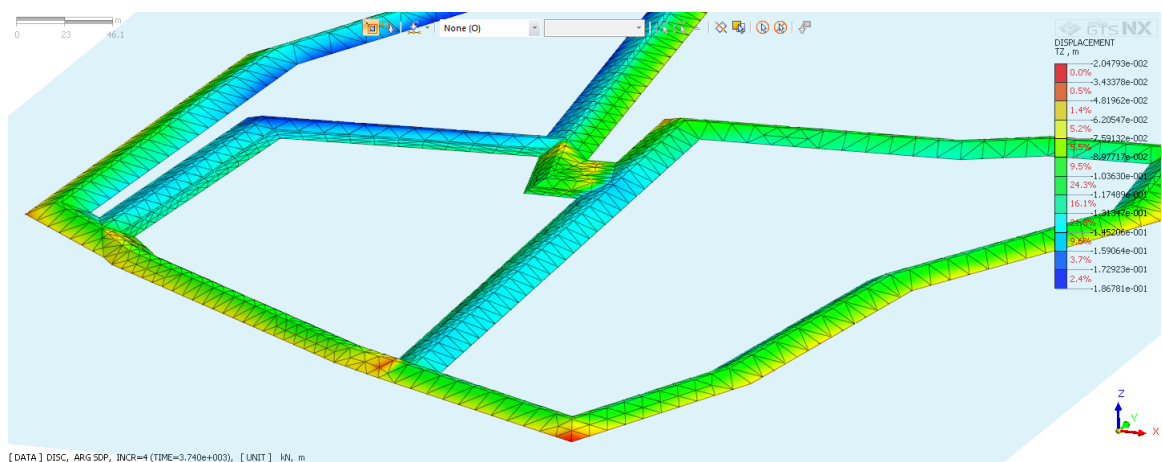 m
0 23 46.1
None (O)
GTS NX
DISPLACEMENT
TZ , m
-2.04793e-002
0.0%
-3.43378e-002
0.5%
-4.81962e-002
1.4%
-6.20547e-002
5.2%
-7.59132e-002
5.5%
-8.97717e-002
9.5%
-1.03630e-001
24.3%
-1.17489e-001
16.1%
-1.31347e-001
-1.45206e-001
9.6%
-1.59064e-001
3.7%
-1.72923e-001
2.4%
-1.86781e-001
Z
Y
X
[ DATA ] DISC, ARG SDP, INCR=4 (TIME=3.740e+003), [ UNIT ] kN, m